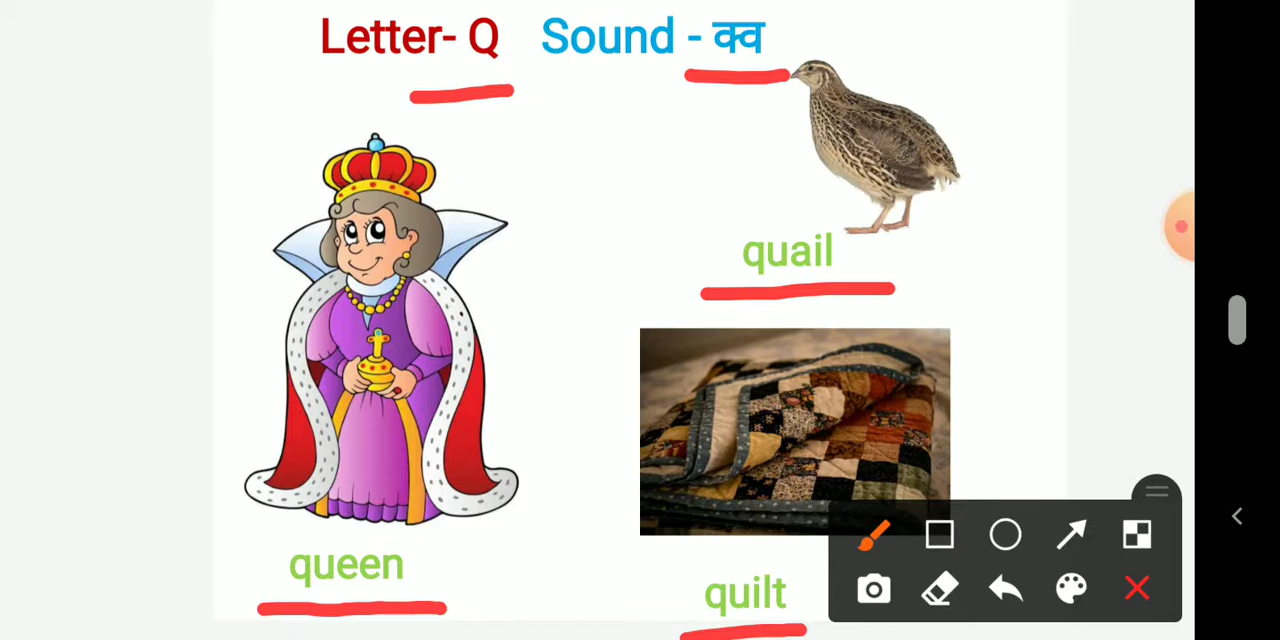 Letter- Q Sound - क्व
quail
queen
quilt